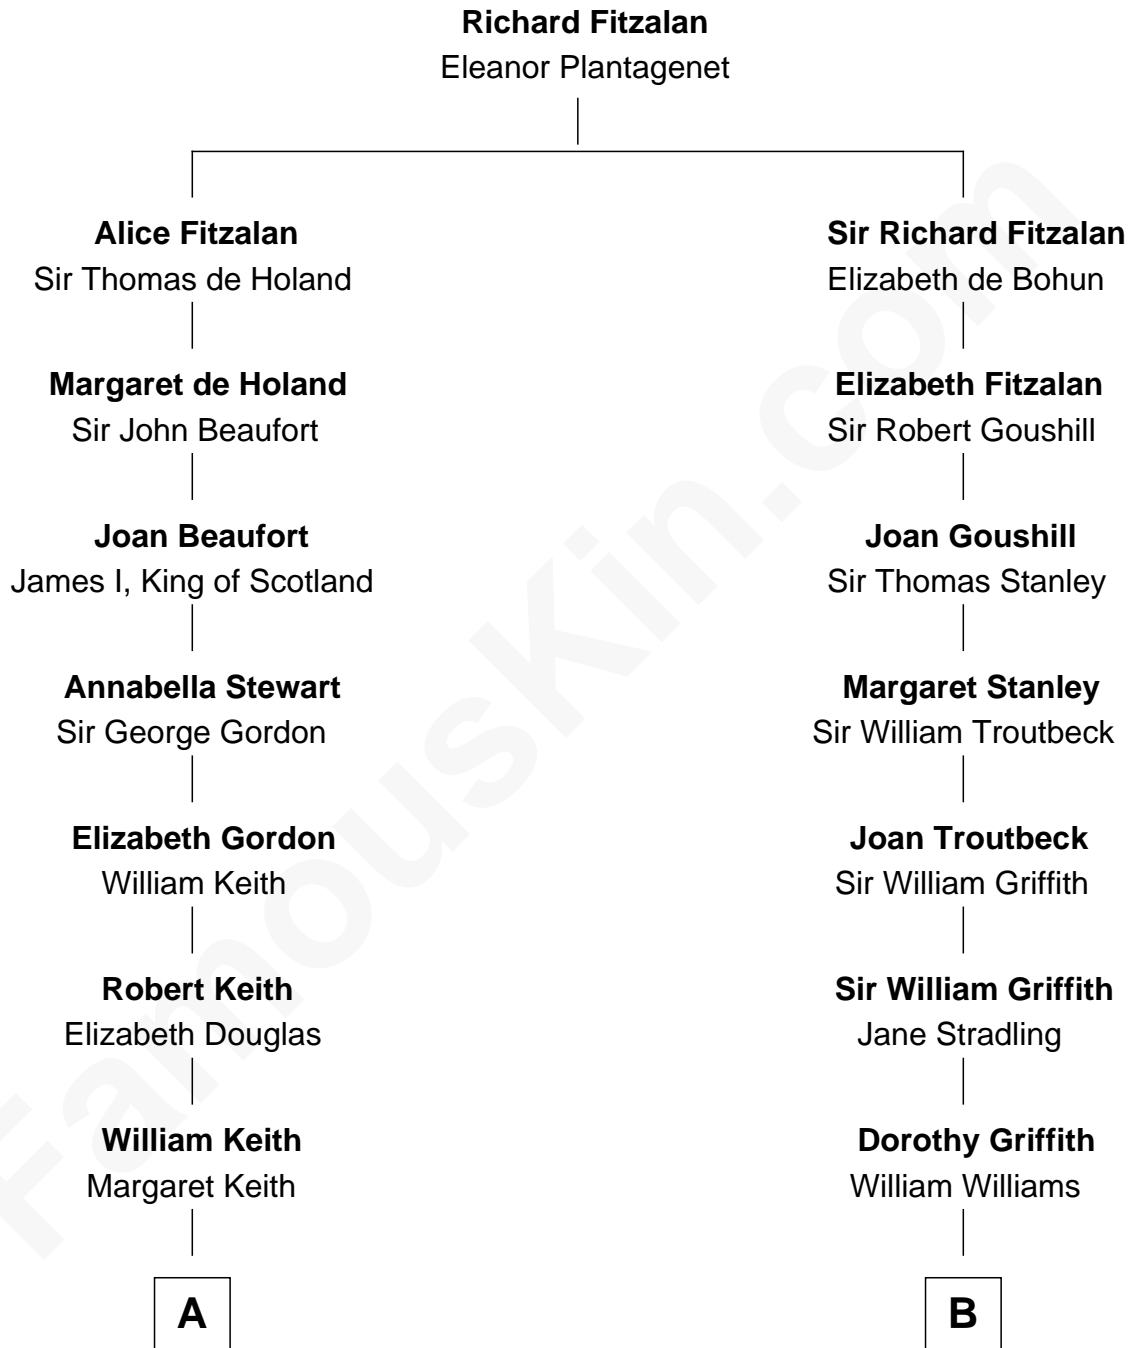 Richard Fitzalan
Eleanor Plantagenet
Alice Fitzalan
Sir Thomas de Holand
Margaret de Holand
Sir John Beaufort
Joan Beaufort
James I, King of Scotland
Annabella Stewart
Sir George Gordon
Elizabeth Gordon
William Keith
Robert Keith
Elizabeth Douglas
William Keith
Margaret Keith
A
Sir Richard Fitzalan
Elizabeth de Bohun
Elizabeth Fitzalan
Sir Robert Goushill
Joan Goushill
Sir Thomas Stanley
Margaret Stanley
Sir William Troutbeck
Joan Troutbeck
Sir William Griffith
Sir William Griffith
Jane Stradling
Dorothy Griffith
William Williams
B
FamousKin.com